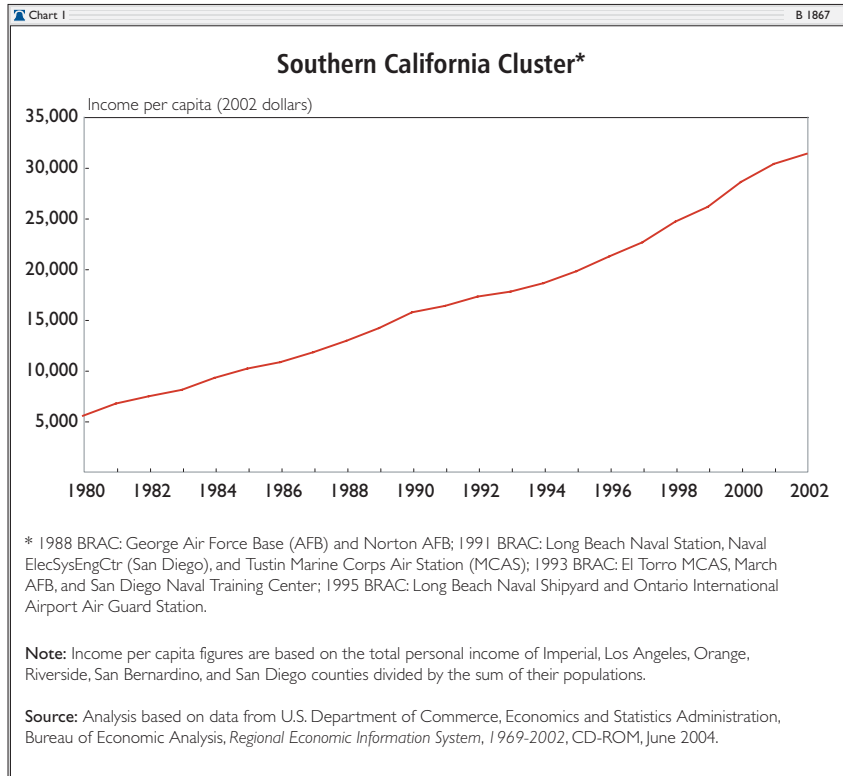 Chart 1 B 1867
Southern California Cluster*
Income per capita (2002 dollars)
35,000
30,000
25,000
20,000
15,000
10,000
5,000
1980 1982 1984 1986 1988 1990 1992 1994 1996 1998 2000 2002
* 1988 BRAC: George Air Force Base (AFB) and Norton AFB; 1991 BRAC: Long Beach Naval Station, Naval
ElecSysEngCtr (San Diego), and Tustin Marine Corps Air Station (MCAS); 1993 BRAC: El Torro MCAS, March
AFB, and San Diego Naval Training Center; 1995 BRAC: Long Beach Naval Shipyard and Ontario International
Airport Air Guard Station.
Note: Income per capita figures are based on the total personal income of Imperial, Los Angeles, Orange,
Riverside, San Bernardino, and San Diego counties divided by the sum of their populations.
Source: Analysis based on data from U.S. Department of Commerce, Economics and Statistics Administration,
Bureau of Economic Analysis, Regional Economic Information System, 1969-2002, CD-ROM, June 2004.